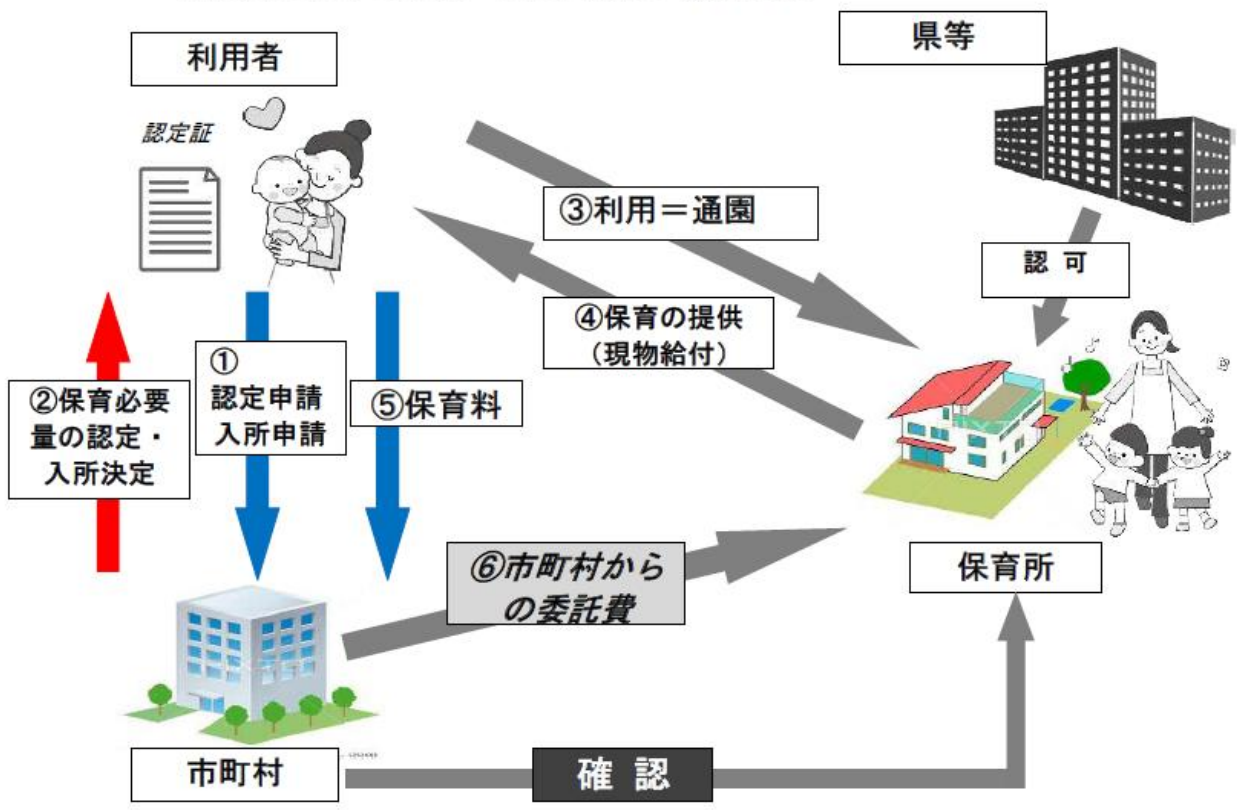 利用者
県等
認定証
③利用＝通園
認 可
④保育の提供
（現物給付）
①
認定申請
入所申請
②保育必要
量の認定・
入所決定
⑤保育料
⑥市町村から
の委託費
保育所
市町村
確 認